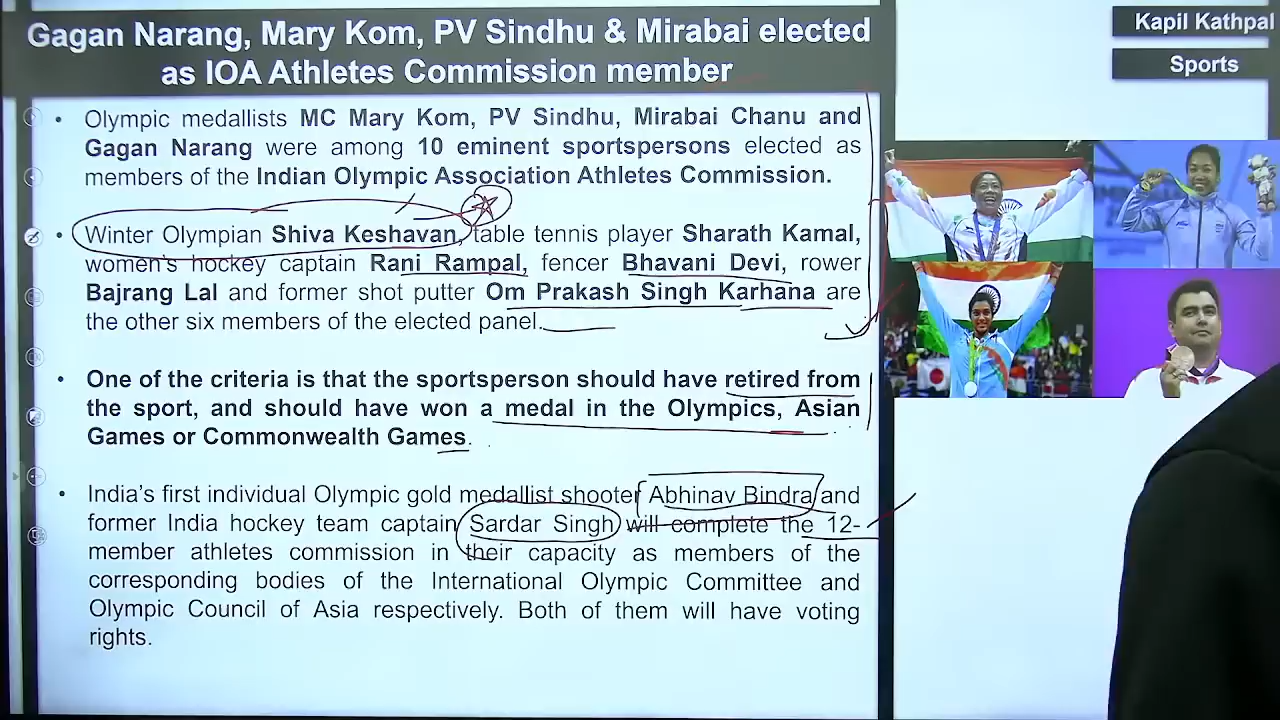 Gagan Narang, Mary Kom, PV Sindhu & Mirabai elected
as IOA Athletes Commission member
Kapil Kathpal
Sports
• Olympic medallists MC Mary Kom, PV Sindhu, Mirabai Chanu and
Gagan Narang were among 10 eminent sportspersons elected as
members of the Indian Olympic Association Athletes Commission.
• Winter Olympian Shiva Keshavan, table tennis player Sharath Kamal,
women's hockey captain Rani Rampal, fencer Bhavani Devi, rower
Bajrang Lal and former shot putter Om Prakash Singh Karhana are
the other six members of the elected panel.
• One of the criteria is that the sportsperson should have retired from
the sport, and should have won a medal in the Olympics, Asian
Games or Commonwealth Games.
• India's first individual Olympic gold medallist shooter Abhinav Bindra and
former India hockey team captain Sardar Singh will complete the 12-
member athletes commission in their capacity as members of the
corresponding bodies of the International Olympic Committee and
Olympic Council of Asia respectively. Both of them will have voting
rights.